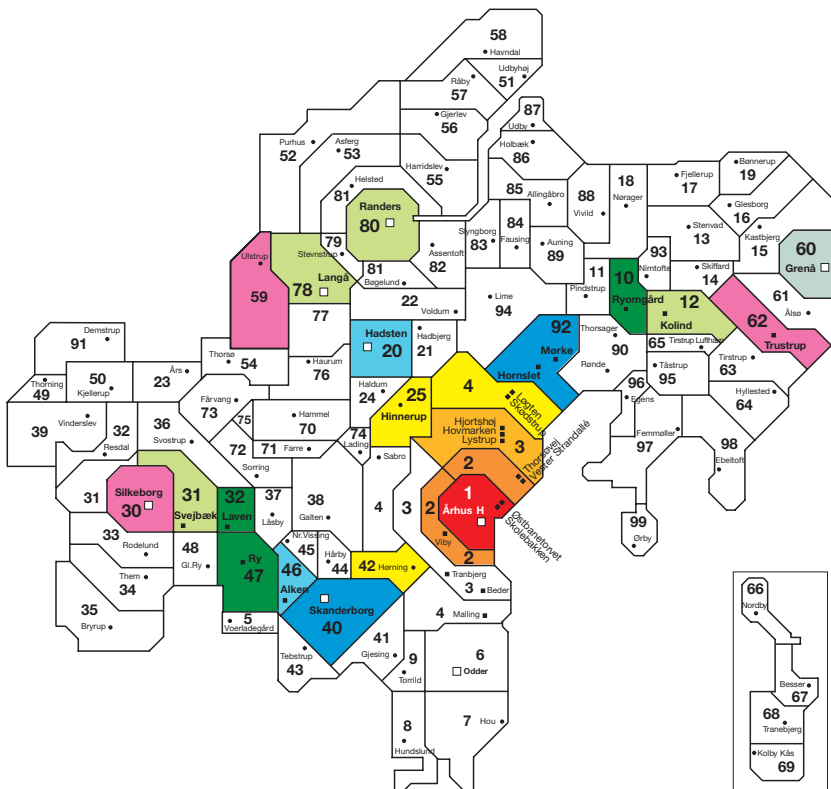 58
Havndal
Udbyhøj
51
Råby
57
Gjerlev
56
87
Udby
Holbæk
86
Purhus
52
Asferg
53
Harridslev
55
Helsted
81
Randers
80
85
Allingåbro
88
Vivild
18
Nørager
Fjellerup
17
Bønnerup
19
Glesborg
16
Stenvad
13
Kastbjerg
15
60
Grenå
Slyngborg
83
84
Fausing
Auning
89
93
Nimtofte
Skiffard
14
79
Stevnstrup
Assentoft
82
81
Bøgelund
Ulstrup
59
Langå
78
77
22
Voldum
Lime
94
11
Pindstrup
10
Ryomgård
12
Kolind
61
Ålsø
62
Trustrup
65
Tirstrup Lufthavn
Tirstrup
63
Demstrup
91
Hadsten
20
Hadbjerg
21
92
Mørke
Hornslet
Thorsager
90
Rønde
Tåstrup
95
Hyllested
64
Thorsø
54
Haurum
76
Års
23
50
Kjellerup
Thorning
49
Haldum
24
25
Hinnerup
4
Løgten
Skødstrup
96
Egens
Femmøller
97
98
Ebeltoft
Fårvang
73
75
Hammel
70
74
Lading
71
Farre
72
Sabro
39
Vinderslev
32
Resdal
36
Svostrup
Sorring
Hjortshøj
Hovmarken
Lystrup
3
2
Thorsøvej
Vester Strandallé
31
Silkeborg
30
31
Svejbæk
32
Laven
37
Låsby
38
Galten
4
3
2
1
Århus H
Østbanetorvet
Skolebakken
Viby
2
99
Ørby
33
Rodelund
48
Gl.Ry
Ry
47
Nr.Vissing
45
Hårby
44
42
Hørning
46
Alken
Them
34
Tranbjerg
3
Beder
35
Bryrup
5
Voerladegård
Skanderborg
40
4
Malling
Tebstrup
43
41
Gjesing
9
Torrild
6
Odder
8
Hundslund
7
Hou
66
Nordby
Besser
67
68
Tranebjerg
Kolby Kås
69